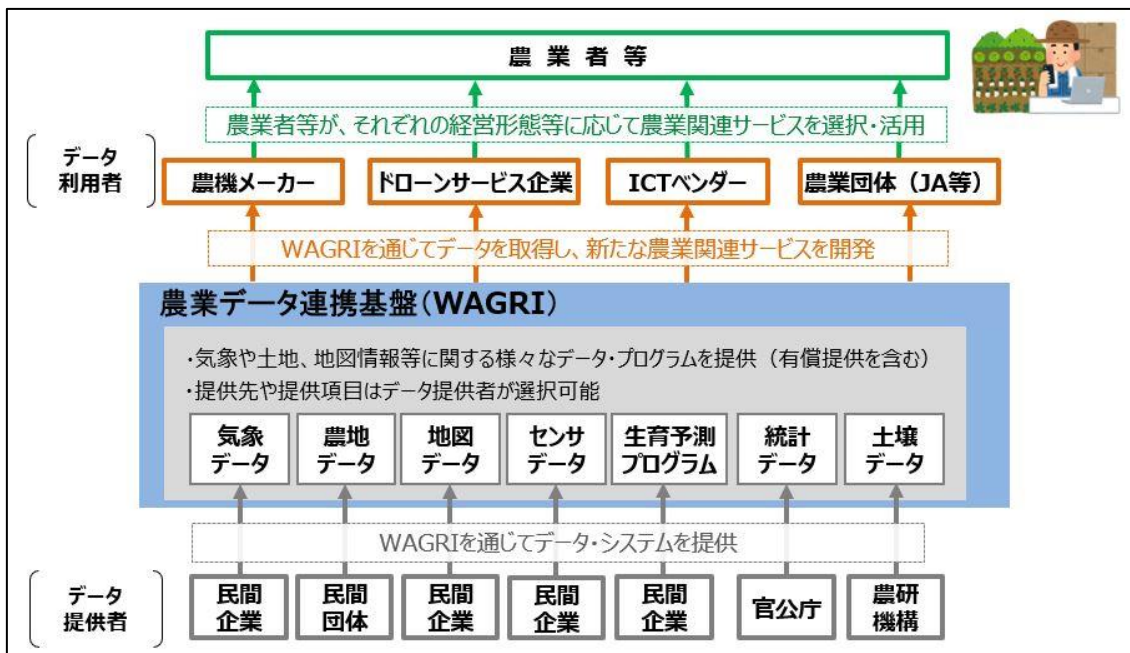 農業者等
農業者等が、それぞれの経営形態等に応じて農業関連サービスを選択・活用
データ
利用者
農機メーカー
ドローンサービス企業
ICTベンダー
農業団体（JA等）
WAGRIを通じてデータを取得し、新たな農業関連サービスを開発
農業データ連携基盤（WAGRI）
・気象や土地、地図情報等に関する様々なデータ・プログラムを提供（有償提供を含む）
・提供先や提供項目はデータ提供者が選択可能
気象
データ
農地
データ
地図
データ
センサ
データ
生育予測
プログラム
統計
データ
土壌
データ
WAGRIを通じてデータ・システムを提供
データ
提供者
民間
企業
民間
団体
民間
企業
民間
企業
民間
企業
官公庁
農研
機構